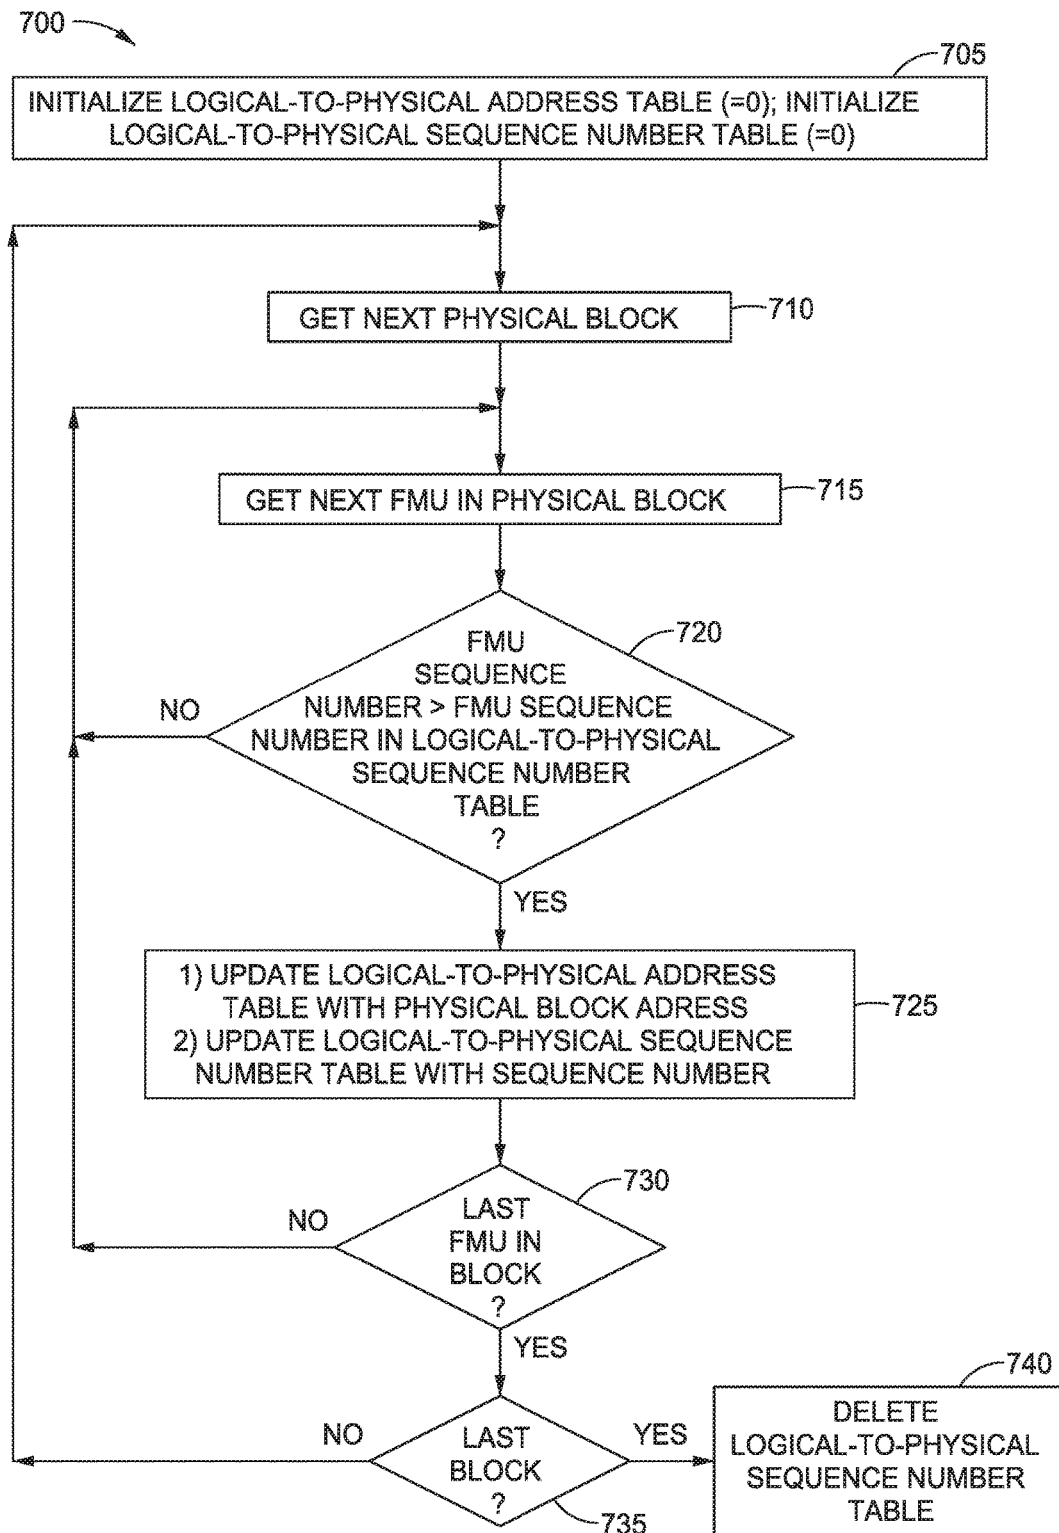 700
705
INITIALIZE LOGICAL-TO-PHYSICAL ADDRESS TABLE (=0); INITIALIZE
LOGICAL-TO-PHYSICAL SEQUENCE NUMBER TABLE (=0)
GET NEXT PHYSICAL BLOCK
710
GET NEXT FMU IN PHYSICAL BLOCK
715
720
FMU
SEQUENCE
NUMBER > FMU SEQUENCE
NUMBER IN LOGICAL-TO-PHYSICAL
SEQUENCE NUMBER
TABLE
?
NO
YES
1) UPDATE LOGICAL-TO-PHYSICAL ADDRESS
TABLE WITH PHYSICAL BLOCK ADRESS
2) UPDATE LOGICAL-TO-PHYSICAL SEQUENCE
NUMBER TABLE WITH SEQUENCE NUMBER
725
730
LAST
FMU IN
BLOCK
?
NO
YES
LAST
BLOCK
?
NO
YES
735
740
DELETE
LOGICAL-TO-PHYSICAL
SEQUENCE NUMBER
TABLE